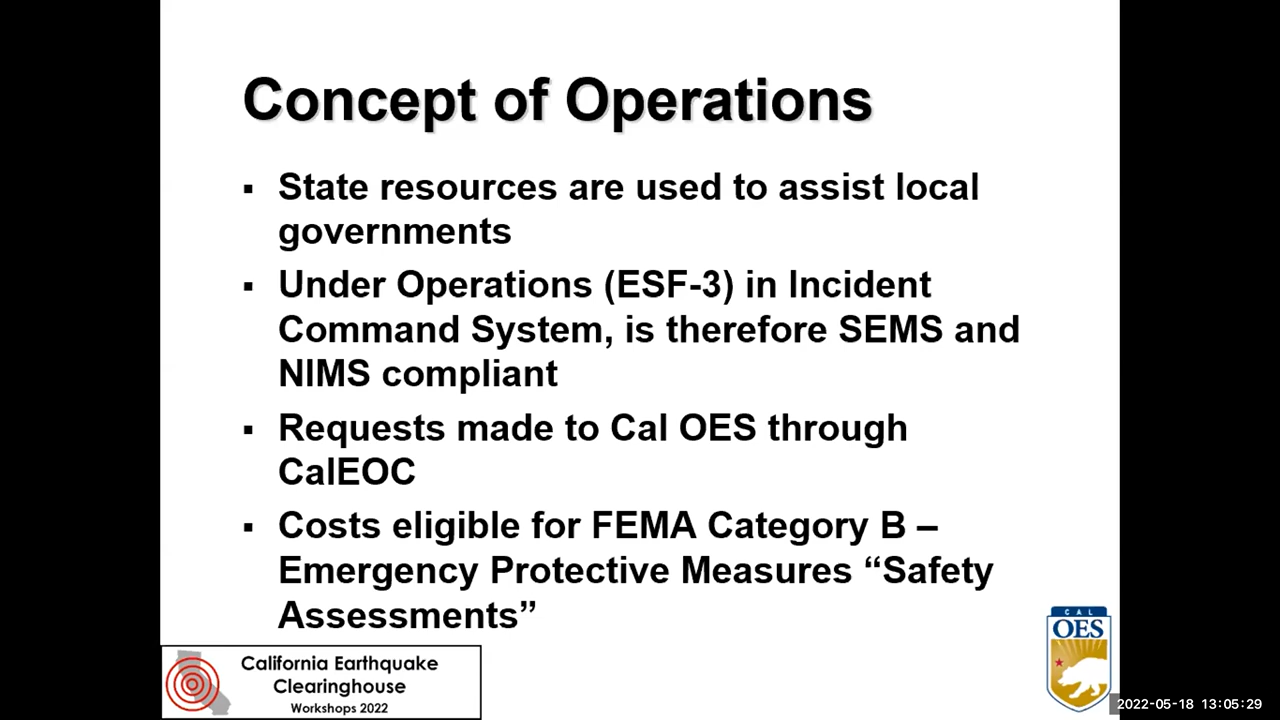 Concept of Operations
▪ State resources are used to assist local
governments
▪ Under Operations (ESF-3) in Incident
Command System, is therefore SEMS and
NIMS compliant
▪ Requests made to Cal OES through
CalEOC
▪ Costs eligible for FEMA Category B –
Emergency Protective Measures “Safety
Assessments”
California Earthquake
Clearinghouse
Workshops 2022
CAL
OES
2022-05-18 13:05:29